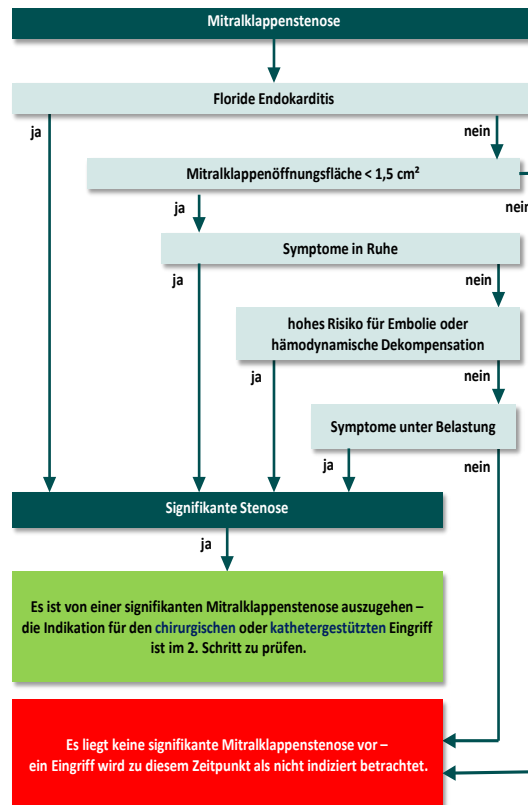 Mitralklappenstenose
Floride Endokarditis
ja
nein
Mitralklappenöffnungsfläche < 1,5 cm²
ja
nein
Symptome in Ruhe
ja
nein
hohes Risiko für Embolie oder
hämodynamische Dekompensation
ja
nein
Symptome unter Belastung
ja
nein
Signifikante Stenose
ja
Es ist von einer signifikanten Mitralklappenstenose auszugehen –
die Indikation für den chirurgischen oder kathetergestützten Eingriff
ist im 2. Schritt zu prüfen.
Es liegt keine signifikante Mitralklappenstenose vor –
ein Eingriff wird zu diesem Zeitpunkt als nicht indiziert betrachtet.